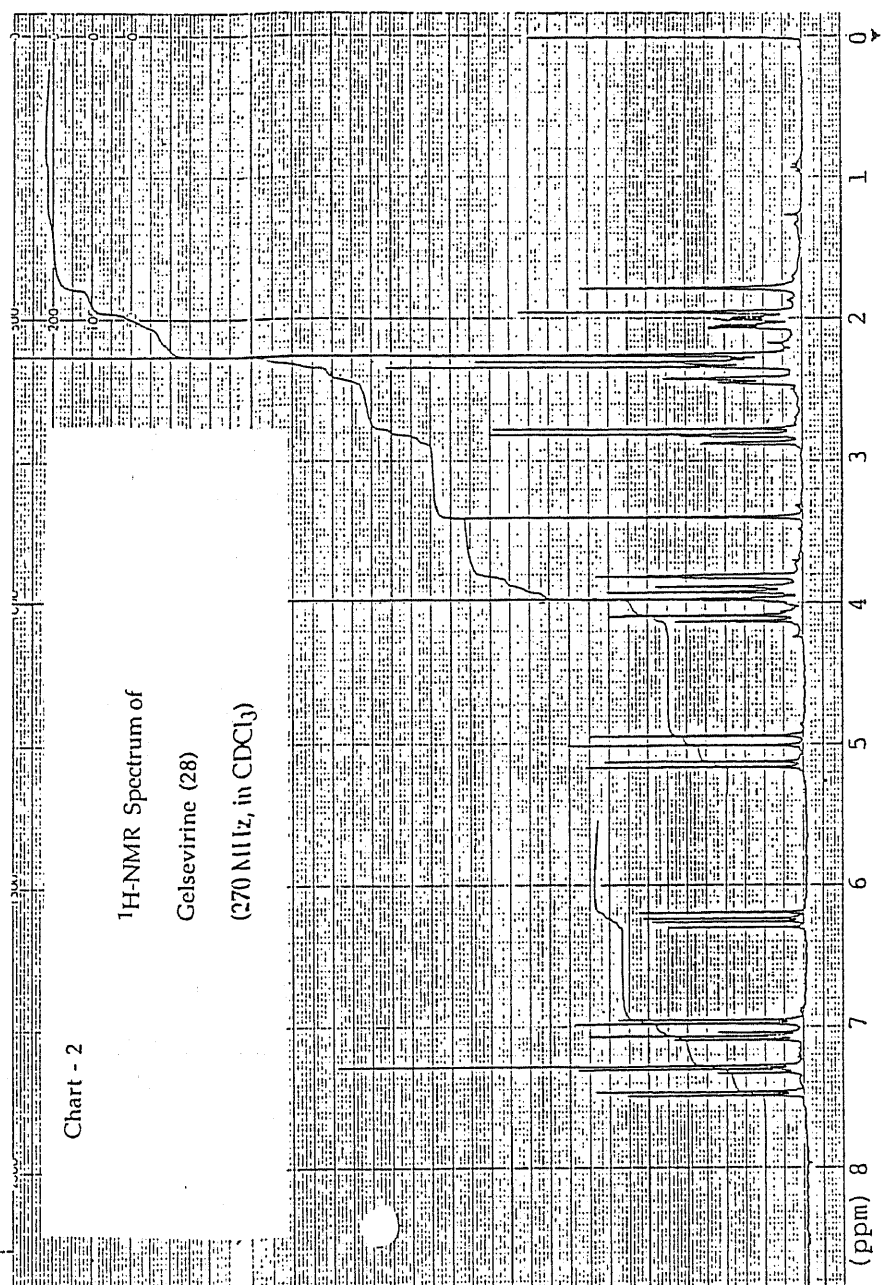 Chart - 2
¹H-NMR Spectrum of
Gelsevirine (28)
(270 MHz, in CDCl₃)
(ppm) 8 7 6 5 4 3 2 1 0